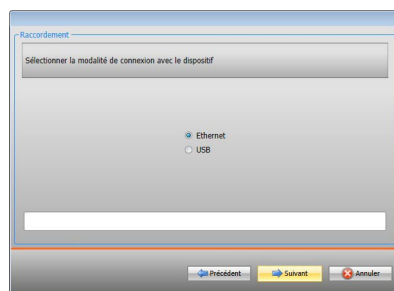 Raccordement
Sélectionner la modalité de connexion avec le dispositif
Ethernet
USB
Précédent
Suivant
Annuler